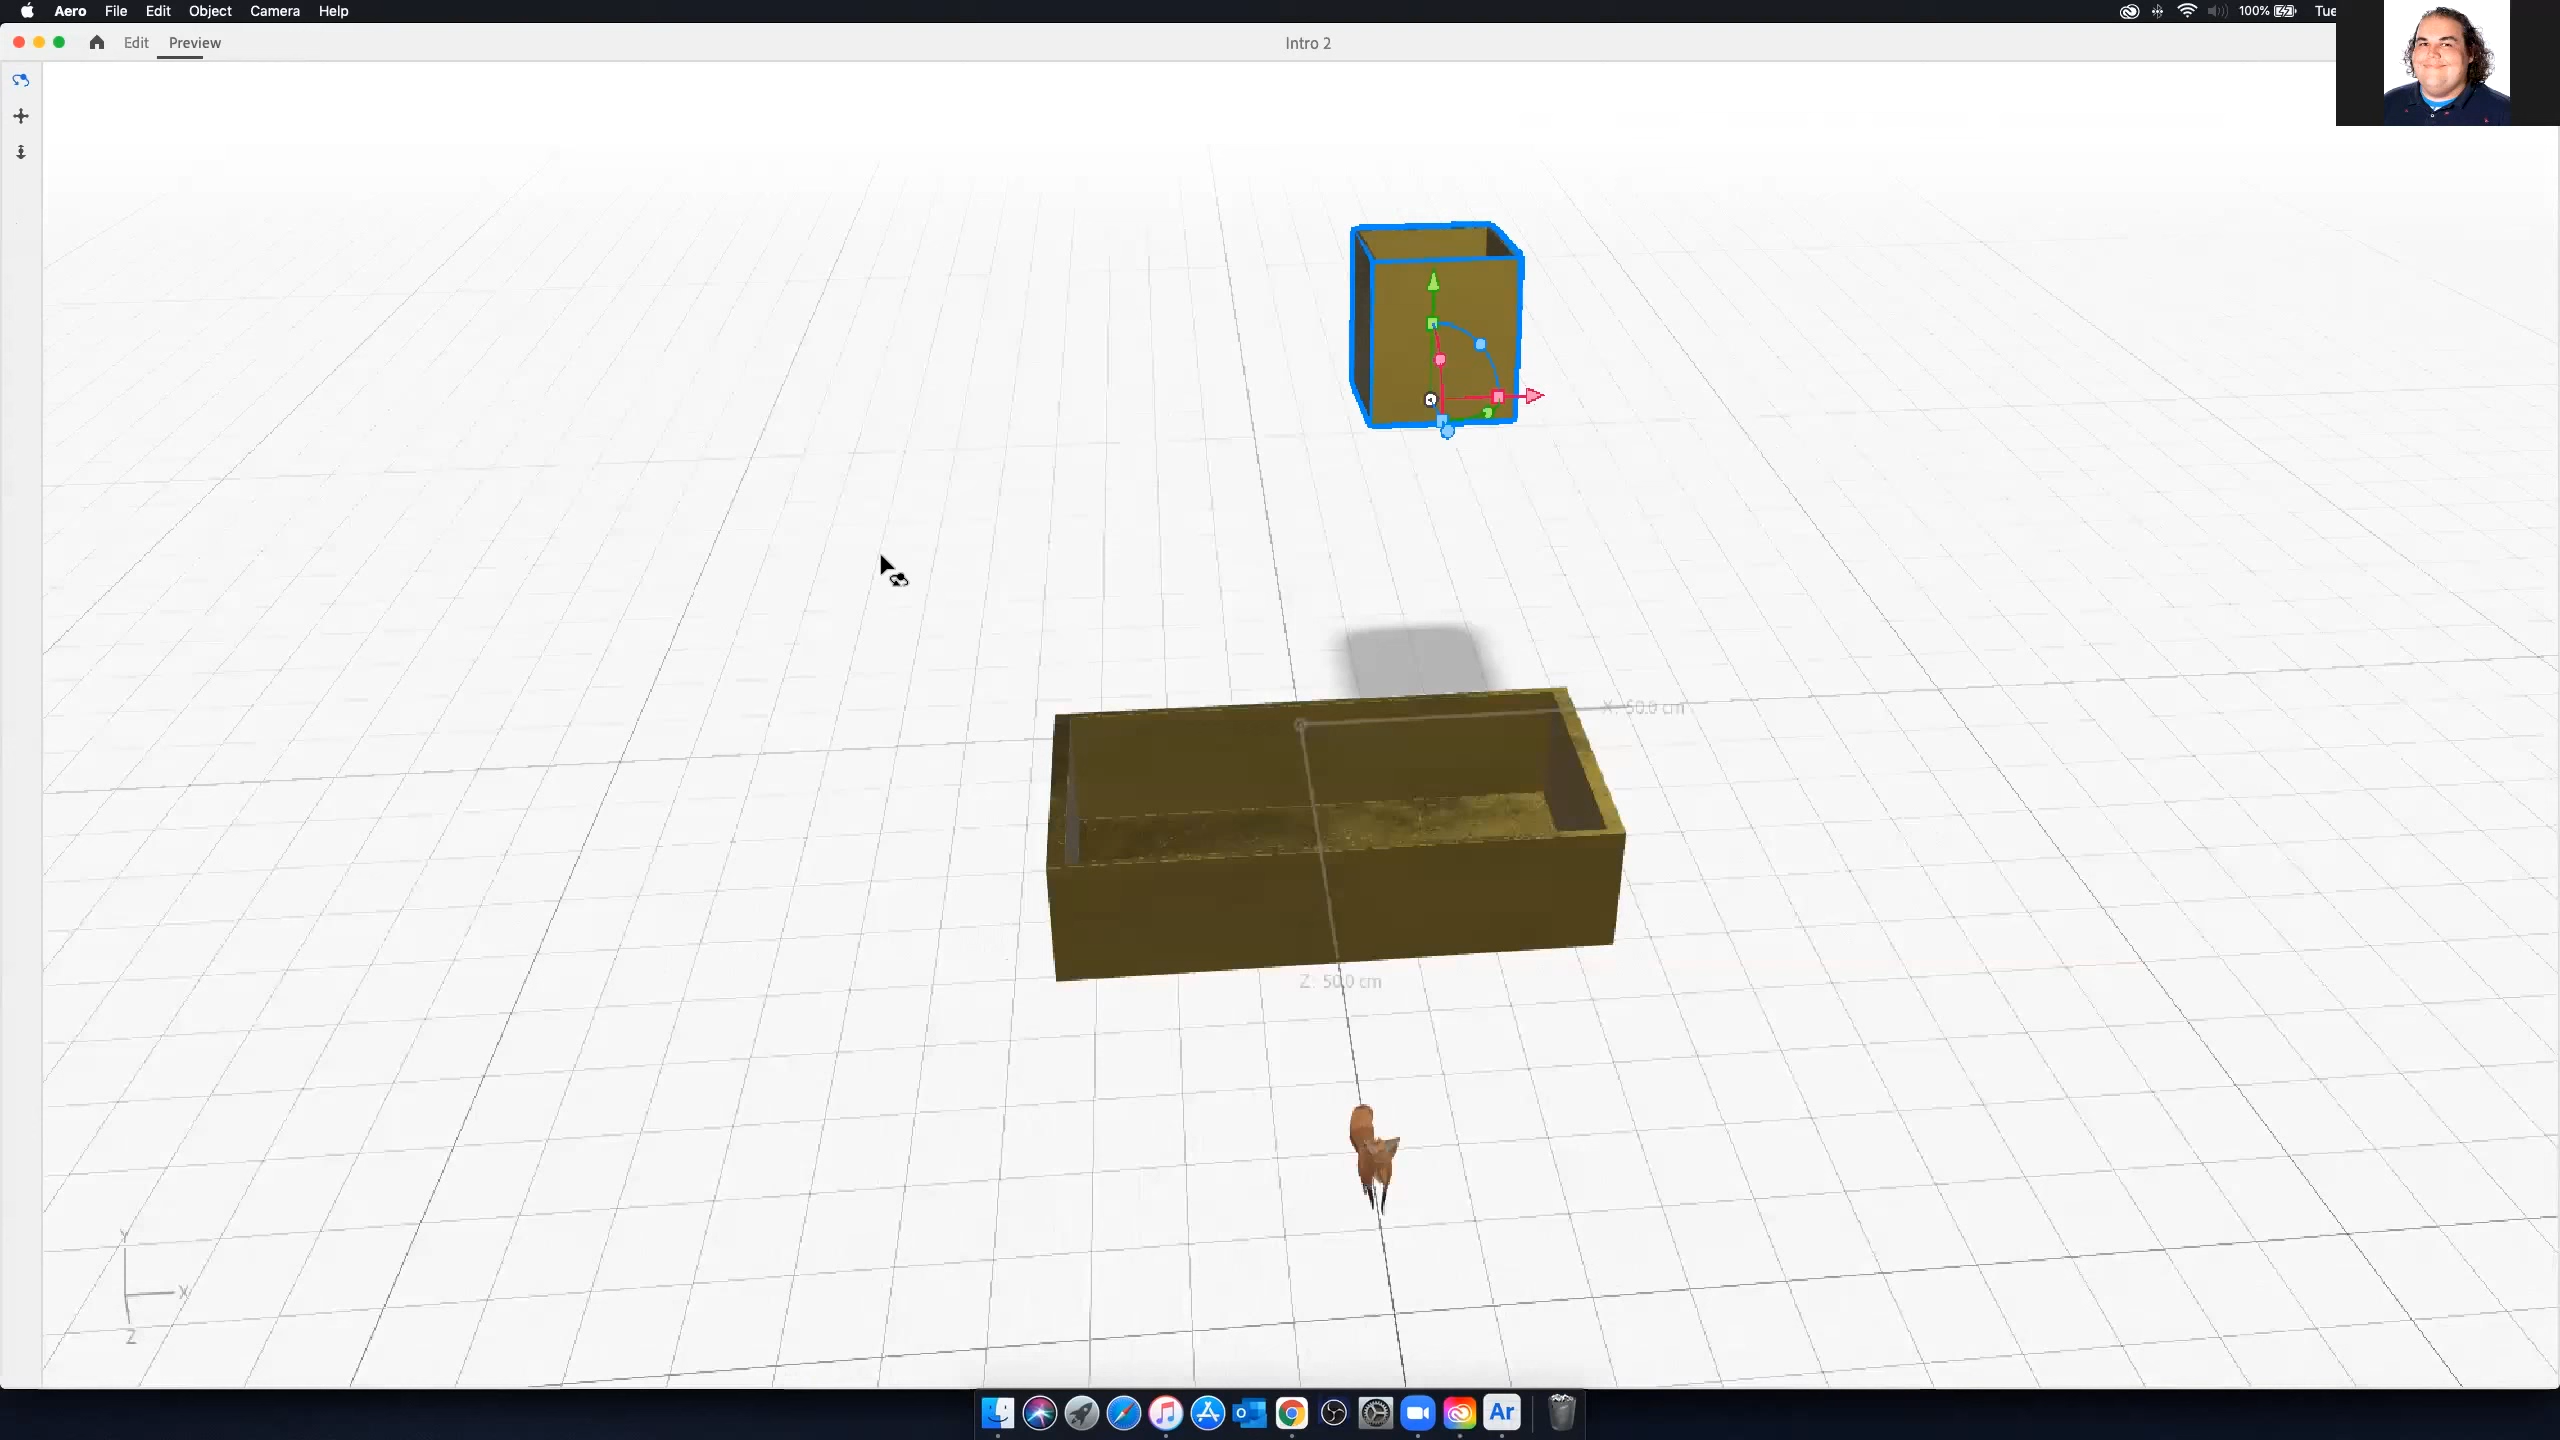 Aero File Edit Object Camera Help
100% Tue
Edit Preview
Intro 2
X: 50.0 cm
Z: 50.0 cm
Y
X
Z
Ar